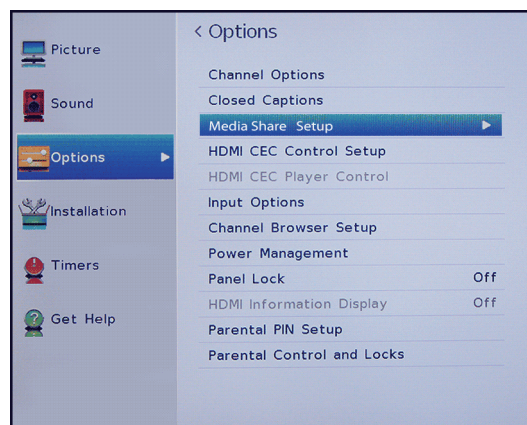 Picture
Sound
Options
Installation
Timers
Get Help
< Options
Channel Options
Closed Captions
Media Share Setup
HDMI CEC Control Setup
HDMI CEC Player Control
Input Options
Channel Browser Setup
Power Management
Panel Lock Off
HDMI Information Display Off
Parental PIN Setup
Parental Control and Locks